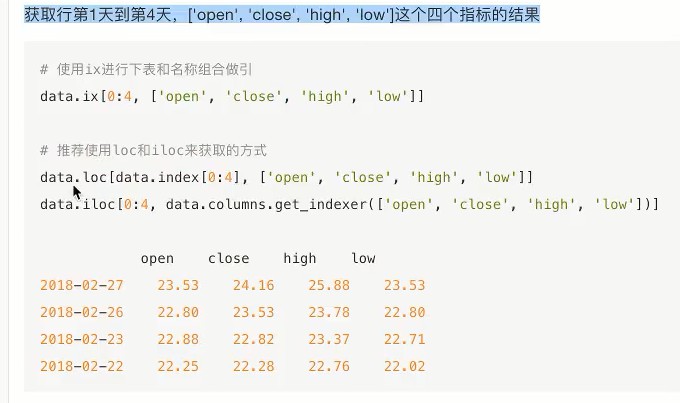 获取行第1天到第4天，['open', 'close', 'high', 'low']这个四个指标的结果
# 使用ix进行下表和名称组合做引
data.ix[0:4, ['open', 'close', 'high', 'low']]
# 推荐使用loc和iloc来获取的方式
data.loc[data.index[0:4], ['open', 'close', 'high', 'low']]
data.iloc[0:4, data.columns.get_indexer(['open', 'close', 'high', 'low'])]
open close high low
2018-02-27 23.53 24.16 25.88 23.53
2018-02-26 22.80 23.53 23.78 22.80
2018-02-23 22.88 22.82 23.37 22.71
2018-02-22 22.25 22.28 22.76 22.02